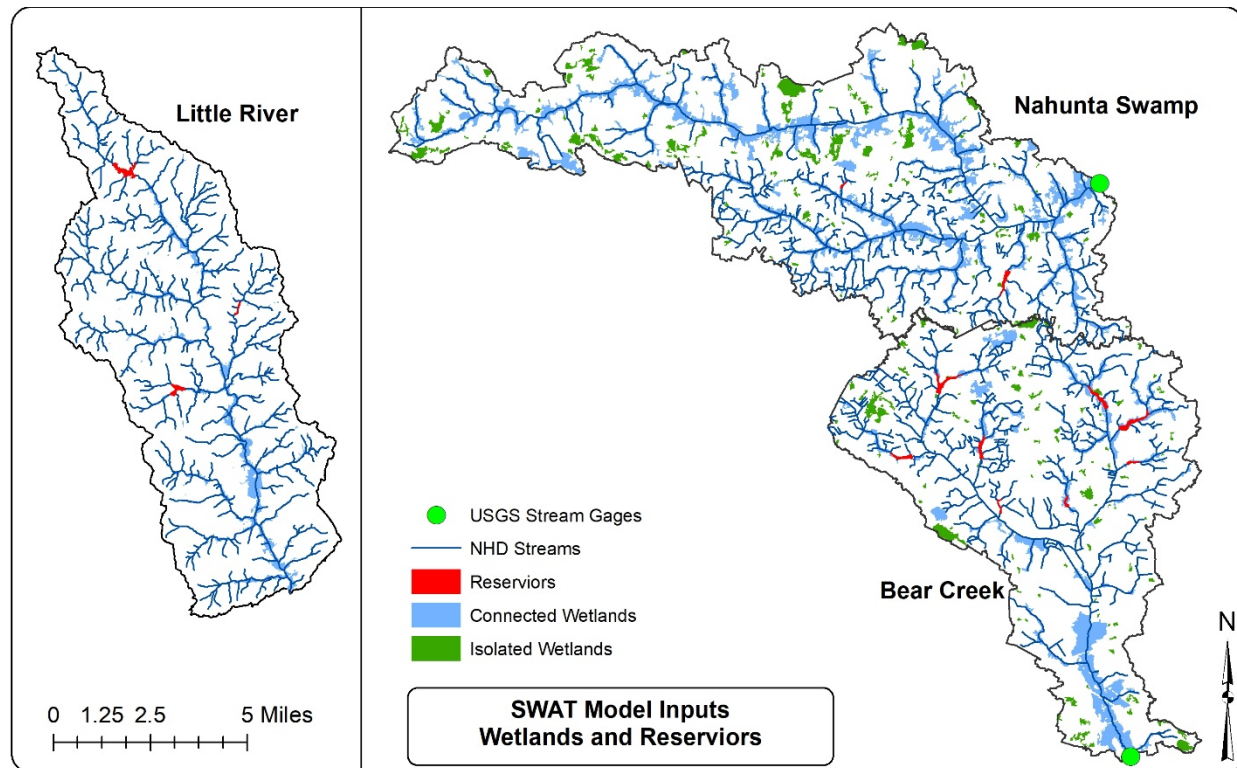 Little River
Nahunta Swamp
USGS Stream Gages
NHD Streams
Reserviors
Connected Wetlands
Isolated Wetlands
Bear Creek
N
0 1.25 2.5 5 Miles
SWAT Model Inputs
Wetlands and Reserviors